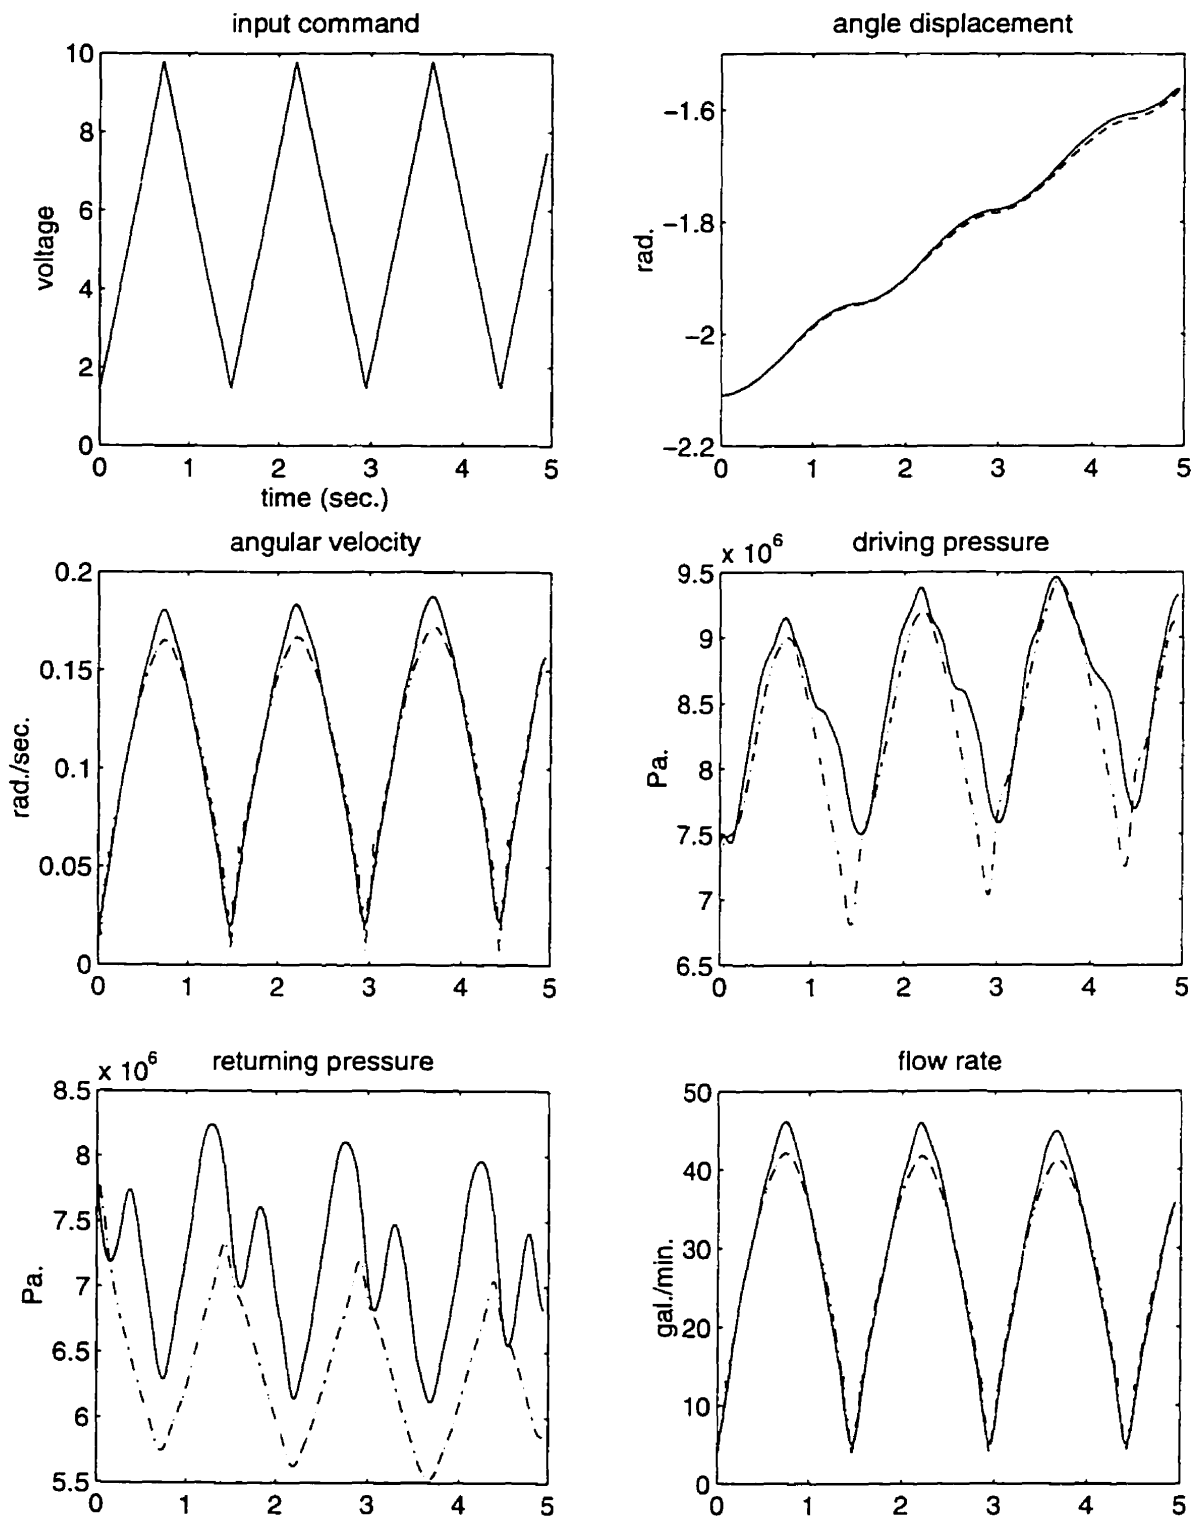 input command
angle displacement
10
8
6
4
2
0
voltage
0 1 2 3 4 5
time (sec.)
−1.6
−1.8
−2
−2.2
rad.
0 1 2 3 4 5
angular velocity
driving pressure
0.2
0.15
0.1
0.05
0
rad./sec.
0 1 2 3 4 5
x 10^6
9.5
9
8.5
8
7.5
7
6.5
Pa.
0 1 2 3 4 5
returning pressure
flow rate
x 10^6
8.5
8
7.5
7
6.5
6
5.5
Pa.
0 1 2 3 4 5
50
40
30
20
10
0
gal./min.
0 1 2 3 4 5